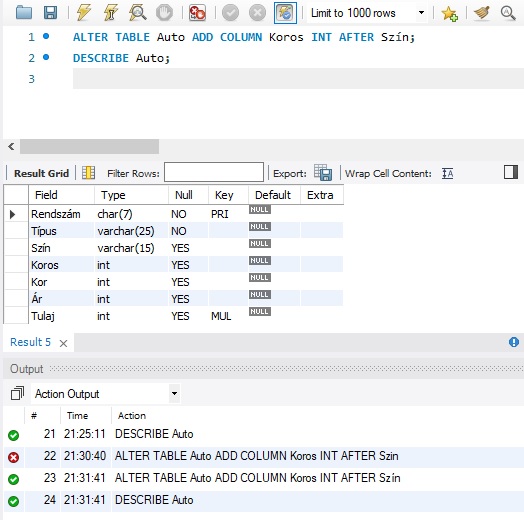 Limit to 1000 rows
1 ALTER TABLE Auto ADD COLUMN Koros INT AFTER Szín;
2 DESCRIBE Auto;
3
Result Grid Filter Rows: Export: Wrap Cell Content:
Field Type Null Key Default Extra
Rendszám char(7) NO PRI NULL
Típus varchar(25) NO NULL
Szín varchar(15) YES NULL
Koros int YES NULL
Kor int YES NULL
Ár int YES NULL
Tulaj int YES MUL NULL
Result 5
Output
Action Output
# Time Action
21 21:25:11 DESCRIBE Auto
22 21:30:40 ALTER TABLE Auto ADD COLUMN Koros INT AFTER Szin
23 21:31:41 ALTER TABLE Auto ADD COLUMN Koros INT AFTER Szín
24 21:31:41 DESCRIBE Auto